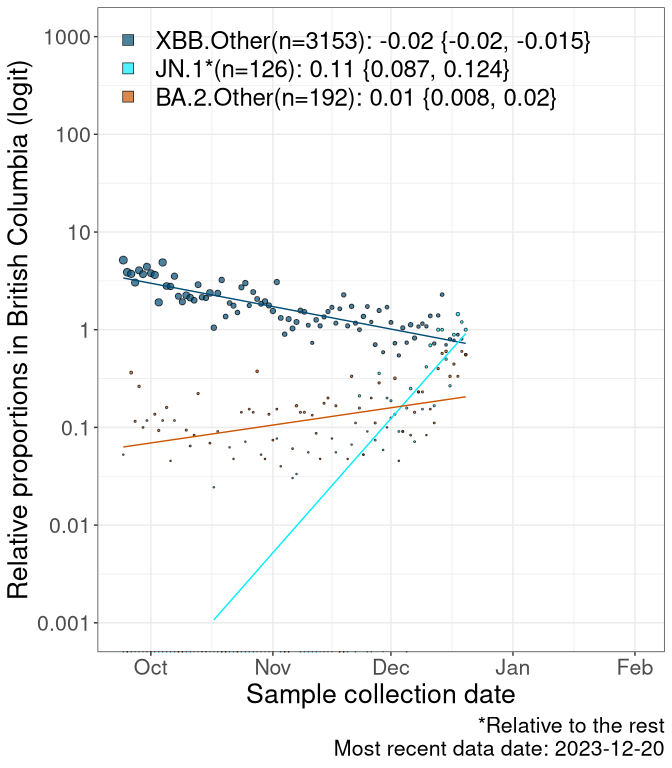 Relative proportions in British Columbia (logit)
1000
100
10
1
0.1
0.01
0.001
XBB.Other(n=3153): -0.02 {-0.02, -0.015}
JN.1*(n=126): 0.11 {0.087, 0.124}
BA.2.Other(n=192): 0.01 {0.008, 0.02}
Oct Nov Dec Jan Feb
Sample collection date
*Relative to the rest
Most recent data date: 2023-12-20